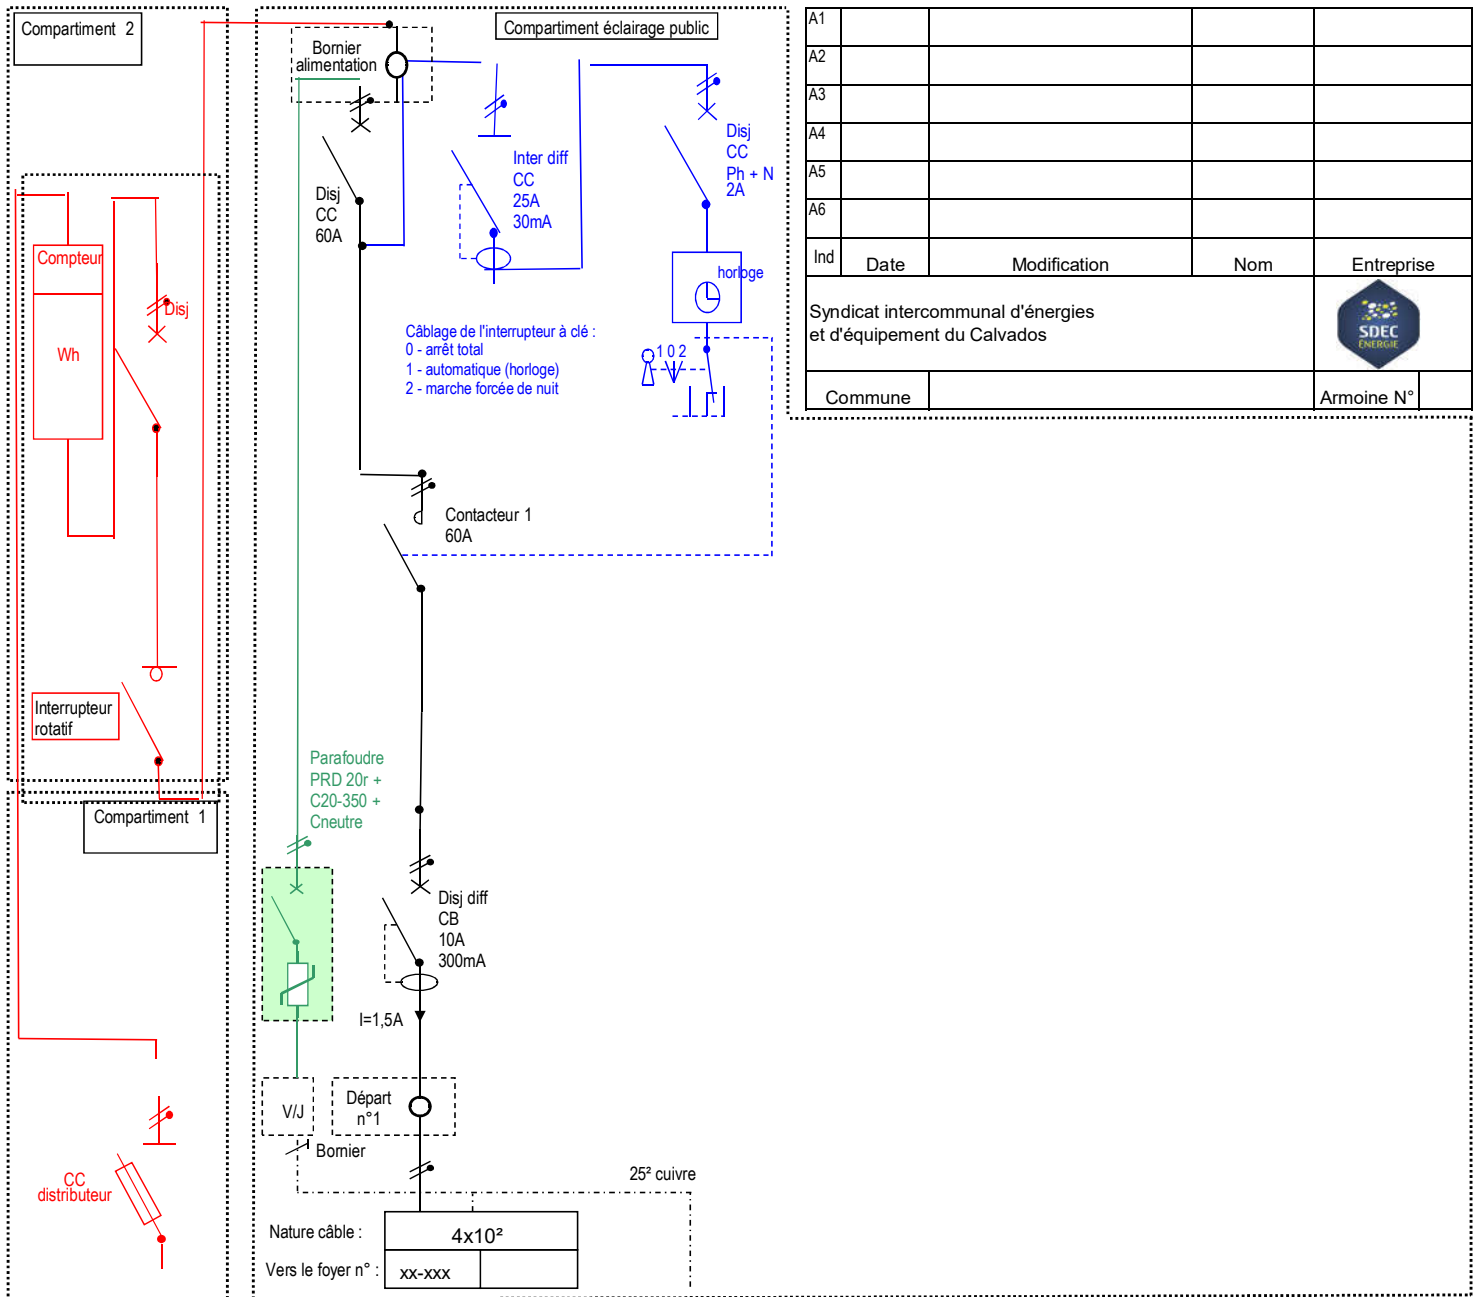 Compartiment 2
Compartiment éclairage public
Bornier
alimentation
Disj
CC
60A
Inter diff
CC
25A
30mA
Disj
CC
Ph + N
2A
horloge
1 0 2
Câblage de l'interrupteur à clé :
0 - arrêt total
1 - automatique (horloge)
2 - marche forcée de nuit
A1
A2
A3
A4
A5
A6
Ind Date Modification Nom Entreprise
Syndicat intercommunal d'énergies
et d'équipement du Calvados
SDEC
ENERGIE
Commune Armoine N°
Compteur
Wh
Disj
Interrupteur
rotatif
Compartiment 1
CC
distributeur
Contacteur 1
60A
Parafoudre
PRD 20r +
C20-350 +
Cneutre
Disj diff
CB
10A
300mA
I=1,5A
V/J
Départ
n°1
Bornier
25² cuivre
Nature câble : 4x10²
Vers le foyer n° : xx-xxx